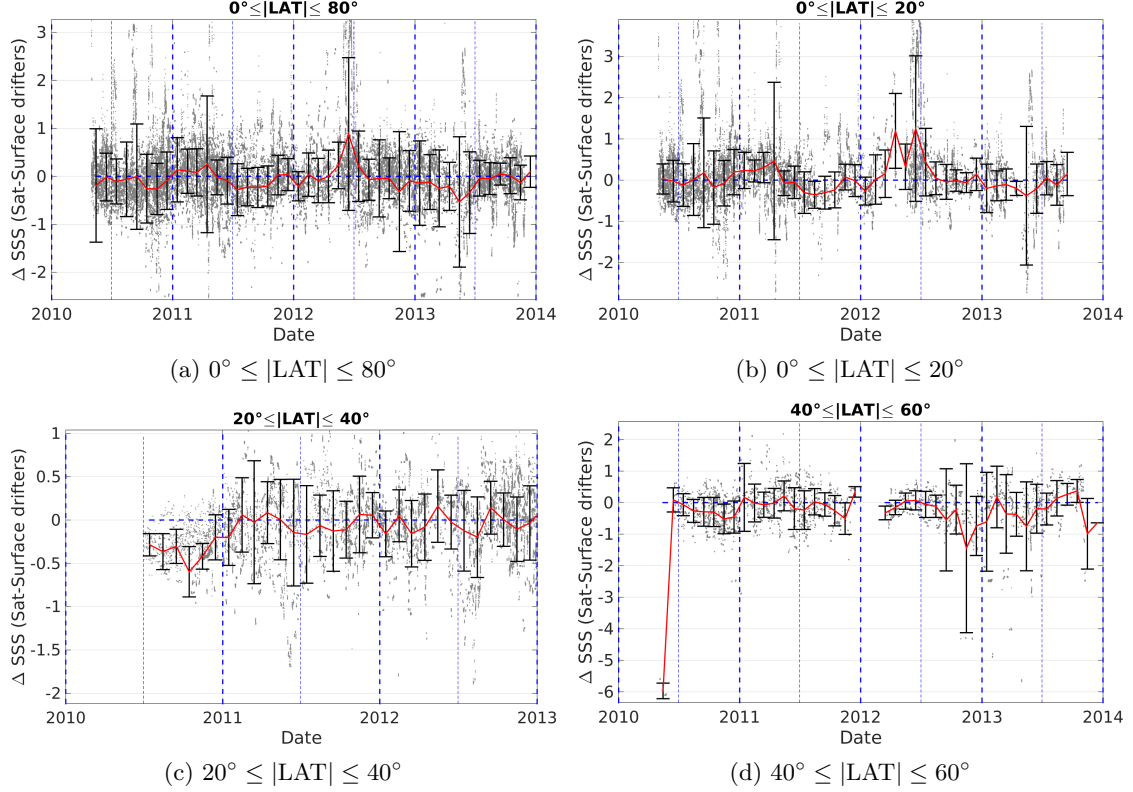 0°≤|LAT|≤ 80°
3
2
1
0
-1
-2
Δ SSS (Sat-Surface drifters)
2010
2011
2012
2013
2014
Date
(a) 0° ≤ |LAT| ≤ 80°
0°≤|LAT|≤ 20°
3
2
1
0
-1
-2
Δ SSS (Sat-Surface drifters)
2010
2011
2012
2013
2014
Date
(b) 0° ≤ |LAT| ≤ 20°
20°≤|LAT|≤ 40°
1
0.5
0
-0.5
-1
-1.5
-2
Δ SSS (Sat-Surface drifters)
2010
2011
2012
2013
Date
(c) 20° ≤ |LAT| ≤ 40°
40°≤|LAT|≤ 60°
2
1
0
-1
-2
-3
-4
-5
-6
Δ SSS (Sat-Surface drifters)
2010
2011
2012
2013
2014
Date
(d) 40° ≤ |LAT| ≤ 60°